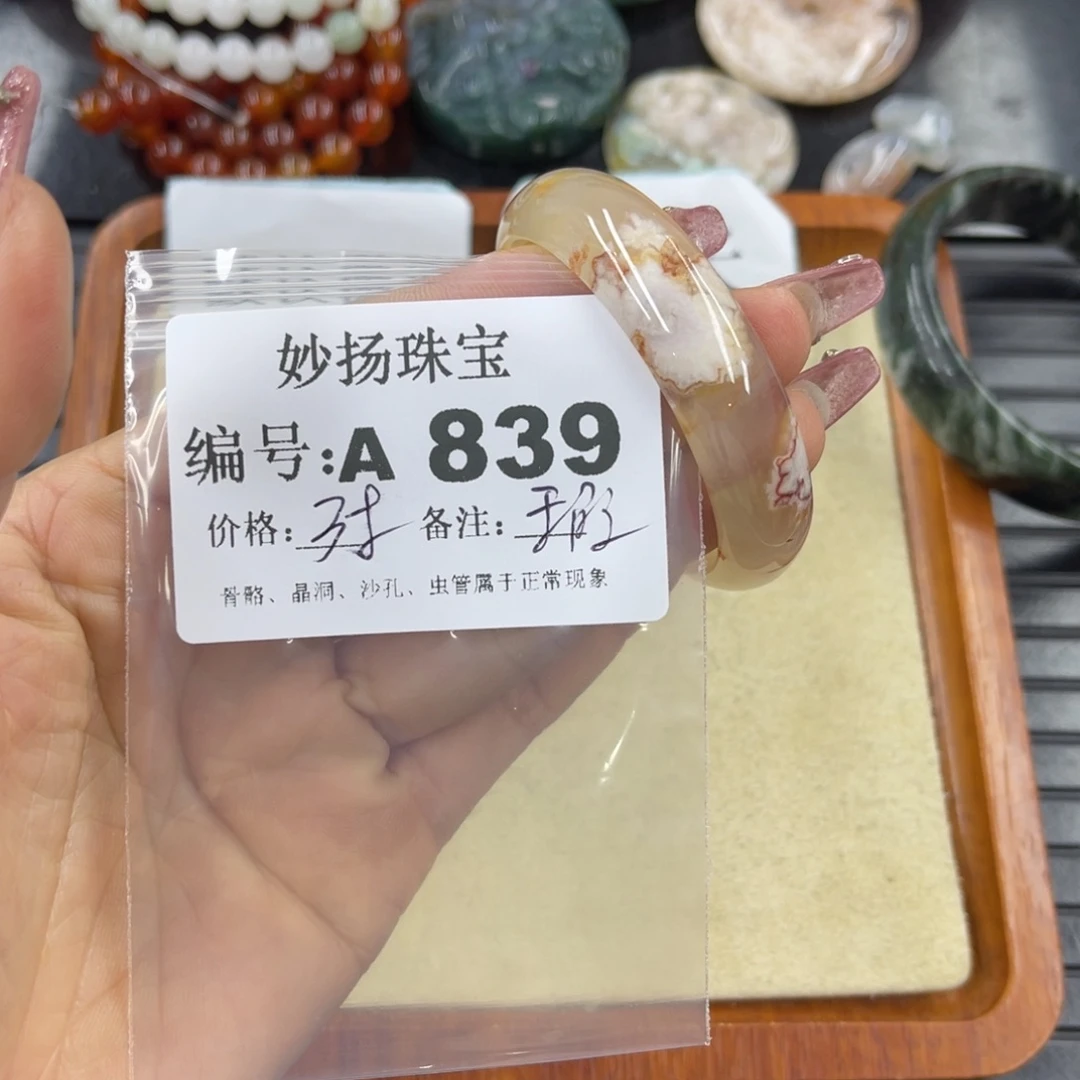 妙扬珠宝
编号:A 839
价格: 备注:
骨骼、晶洞、沙孔、虫管属于正常现象